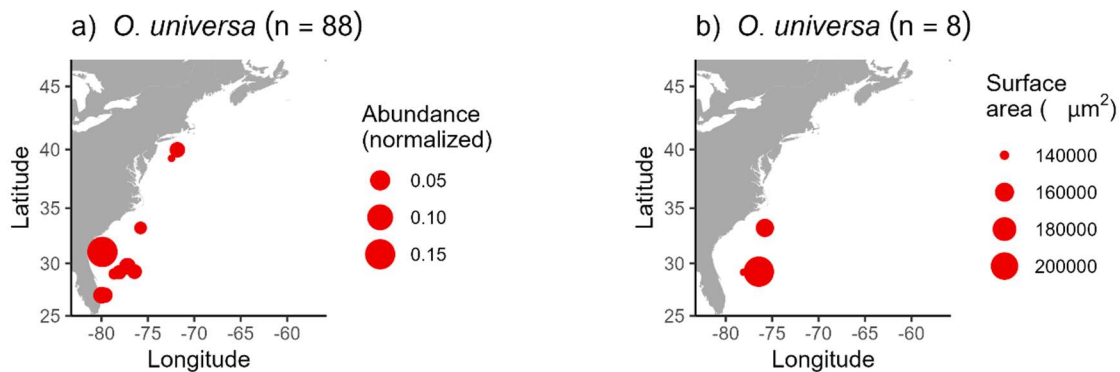 a) O. universa (n = 88)
45
40
35
30
25
Latitude
-80 -75 -70 -65 -60
Longitude
Abundance
(normalized)
0.05
0.10
0.15
b) O. universa (n = 8)
45
40
35
30
25
Latitude
-80 -75 -70 -65 -60
Longitude
Surface
area ( μm²)
140000
160000
180000
200000